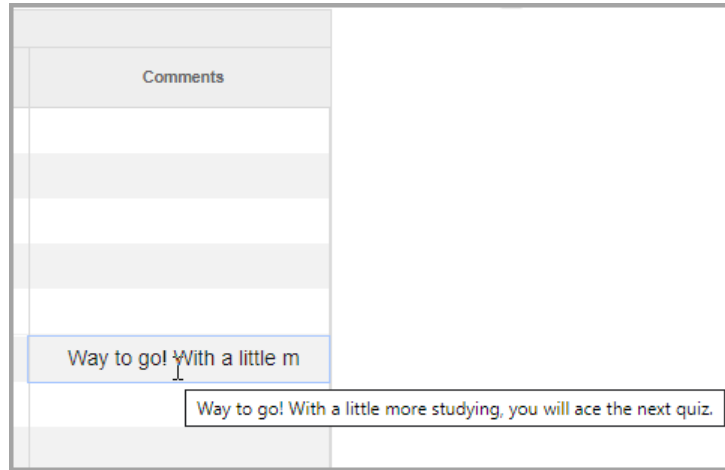 Comments
Way to go! With a little m
Way to go! With a little more studying, you will ace the next quiz.